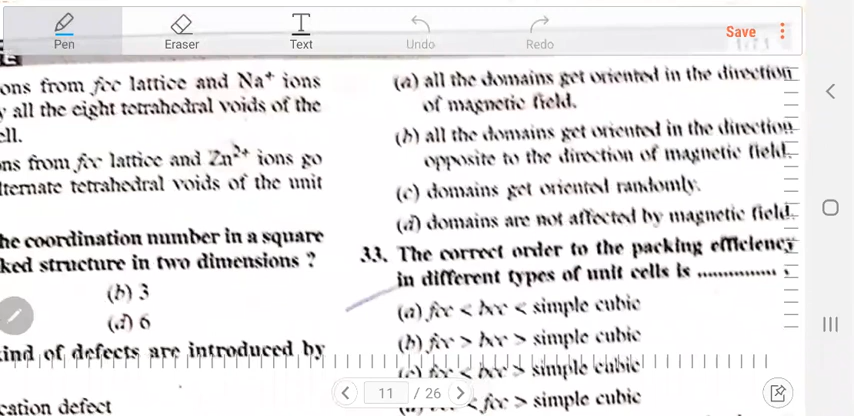 Pen
Eraser
Text
Undo
Redo
Save
ons from fcc lattice and Na⁺ ions
y all the eight tetrahedral voids of the
ell.
ns from fcc lattice and Zn²⁺ ions go
lternate tetrahedral voids of the unit
he coordination number in a square
ked structure in two dimensions ?
(b) 3
(d) 6
kind of defects are introduced by
cation defect
(a) all the domains get oriented in the direction
of magnetic field.
(b) all the domains get oriented in the direction
opposite to the direction of magnetic field.
(c) domains get oriented randomly.
(d) domains are not affected by magnetic field.
33. The correct order to the packing efficiency
in different types of unit cells is ............... .
(a) fcc < bcc < simple cubic
(b) fcc > bcc > simple cubic
(c) fcc < bcc > simple cubic
< fcc > simple cubic
11 / 26